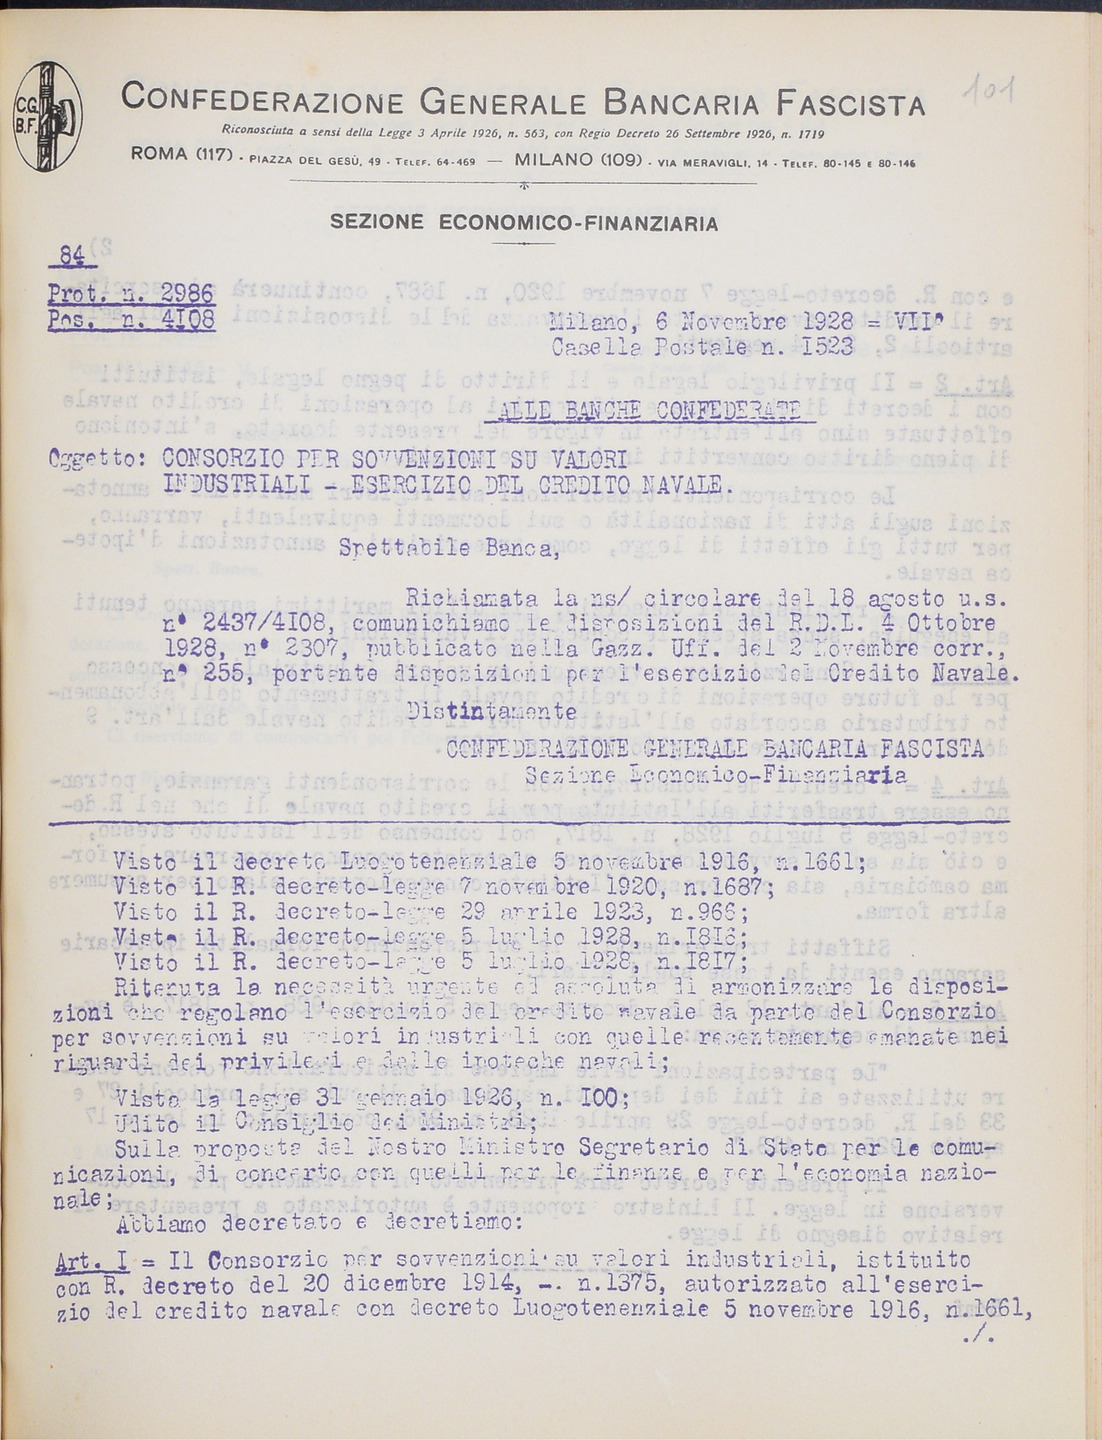 C.G.
B.F.
101
CONFEDERAZIONE GENERALE BANCARIA FASCISTA
Riconosciuta a sensi della Legge 3 Aprile 1926, n. 563, con Regio Decreto 26 Settembre 1926, n. 1719
ROMA (117) - PIAZZA DEL GESÙ, 49 - TELEF. 64-469 — MILANO (109) - VIA MERAVIGLI, 14 - TELEF. 80-145 E 80-146
SEZIONE ECONOMICO-FINANZIARIA
84
Prot. n. 2986
Pos. n. 4I08
Milano, 6 Novembre 1928 = VII°
Casella Postale n. I523
ALLE BANCHE CONFEDERATE
Oggetto: CONSORZIO PER SOVVENZIONI SU VALORI
INDUSTRIALI - ESERCIZIO DEL CREDITO NAVALE.
Spettabile Banca,
Richiamata la ns/ circolare del 18 agosto u.s.
n° 2437/4I08, comunichiamo le disposizioni del R.D.L. 4 Ottobre
1928, n° 2307, pubblicato nella Gazz. Uff. del 2 Novembre corr.,
n° 255, portante disposizioni per l'esercizio del Credito Navale.
Distintamente
CONFEDERAZIONE GENERALE BANCARIA FASCISTA
Sezione Economico-Finanziaria
Visto il decreto Luogotenenziale 5 novembre 1916, n.1661;
Visto il R. decreto-legge 7 novembre 1920, n.1687;
Visto il R. decreto-legge 29 aprile 1923, n.966;
Visto il R. decreto-legge 5 luglio 1928, n.I8I6;
Visto il R. decreto-legge 5 luglio 1928, n.I8I7;
Ritenuta la necessità urgente ed assoluta di armonizzare le disposi-
zioni che regolano l'esercizio del credito navale da parte del Consorzio
per sovvenzioni su valori industriali con quelle recentemente emanate nei
riguardi dei privilegi e delle ipoteche navali;
Vista la legge 31 gennaio 1926, n. I00;
Udito il Consiglio dei Ministri;
Sulla proposta del Nostro Ministro Segretario di Stato per le comu-
nicazioni, di concerto con quelli per le finanze e per l'economia nazio-
nale;
Abbiamo decretato e decretiamo:
Art. I = Il Consorzio per sovvenzioni su valori industriali, istituito
con R. decreto del 20 dicembre 1914, -. n.1375, autorizzato all'eserci-
zio del credito navale con decreto Luogotenenziale 5 novembre 1916, n.1661,
./.